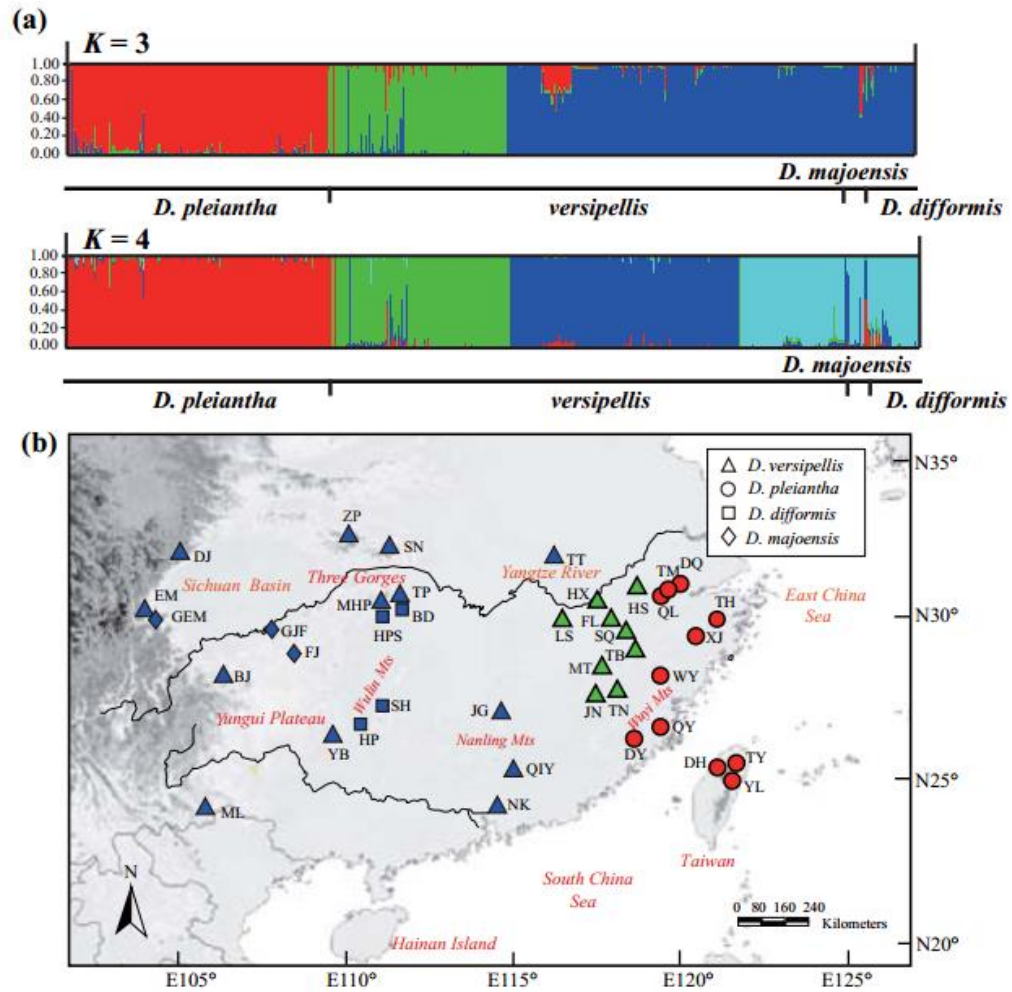 (a)
K = 3
1.00
0.80
0.60
0.40
0.20
0.00
D. majoensis
D. pleiantha versipellis D. difformis
K = 4
1.00
0.80
0.60
0.40
0.20
0.00
D. majoensis
D. pleiantha versipellis D. difformis
(b)
D. versipellis
D. pleiantha
D. difformis
D. majoensis
N35°
N30°
N25°
N20°
ZP
SN
DJ
TT
Sichuan Basin
Three Gorges
Yangtze River
TM
DQ
EM
GEM
MHP
TP
BD
HPS
HX
HS
QL
TH
East China
Sea
GJF
FJ
LS
FL
SQ
XJ
BJ
TB
MT
WY
Wulin Mts
SH
JN
TN
Wuyi Mts
Yungui Plateau
HP
JG
YB
Nanling Mts
QY
DY
QIY
DH
TY
YL
ML
NK
Taiwan
N
South China
Sea
0 80 160 240
Kilometers
Hainan Island
E105°
E110°
E115°
E120°
E125°